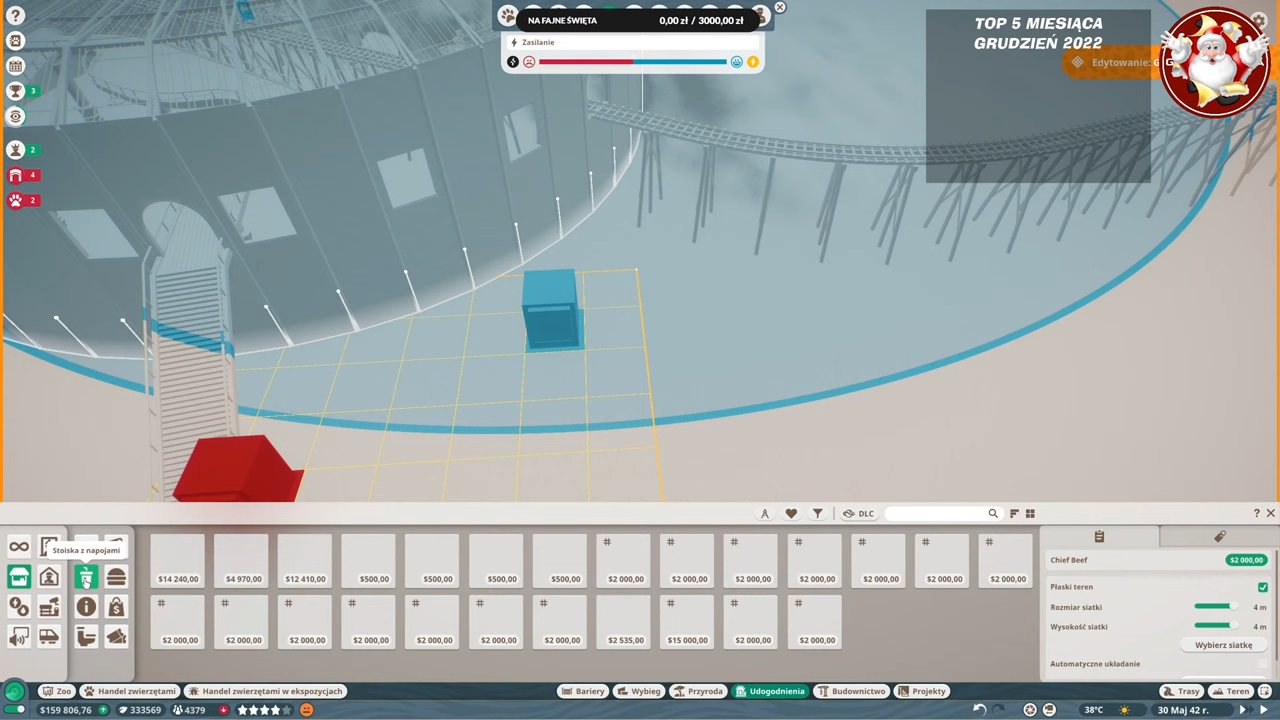 NA FAJNE ŚWIĘTA 0,00 zł / 3000,00 zł
Zasilanie
TOP 5 MIESIĄCA
GRUDZIEŃ 2022
Edytowanie: G
3
2
4
2
DLC
?
Stoiska z napojami
$14 240,00 $4 970,00 $12 410,00 $500,00 $500,00 $500,00 $500,00 $2 000,00 $2 000,00 $2 000,00 $2 000,00 $2 000,00 $2 000,00 $2 000,00
$2 000,00 $2 000,00 $2 000,00 $2 000,00 $2 000,00 $2 000,00 $2 000,00 $2 535,00 $15 000,00 $2 000,00 $2 000,00
Chief Beef $2 000,00
Płaski teren
Rozmiar siatki 4 m
Wysokość siatki 4 m
Wybierz siatkę
Automatyczne układanie
Zoo Handel zwierzętami Handel zwierzętami w ekspozycjach Bariery Wybieg Przyroda Udogodnienia Budownictwo Projekty Trasy Teren
$159 806,76 333569 4379 38°C 30 Maj 42 r.